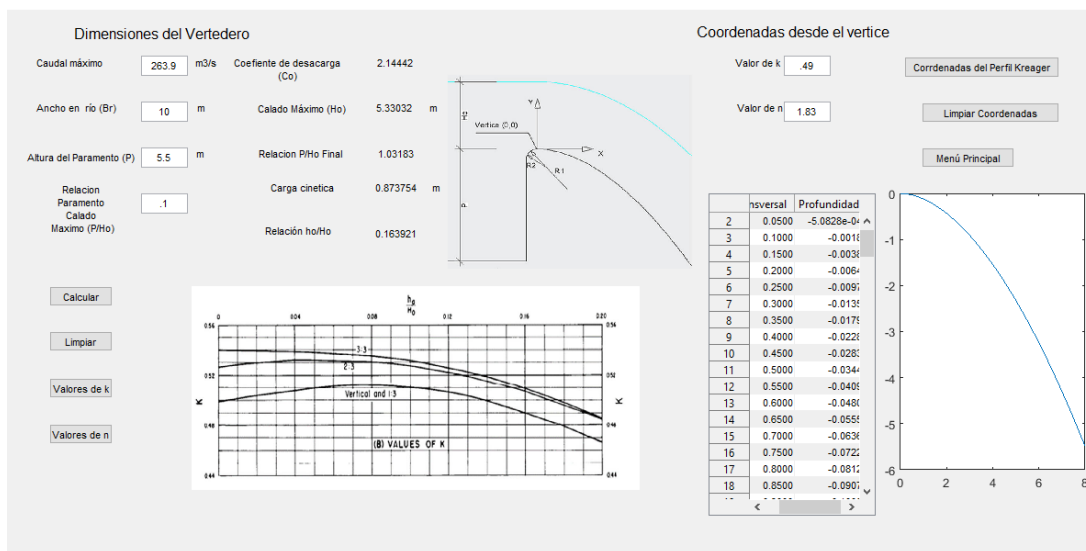 Dimensiones del Vertedero
Caudal máximo 263.9 m3/s Coefiente de desacarga (Co) 2.14442
Ancho en río (Br) 10 m Calado Máximo (Ho) 5.33032 m
Altura del Paramento (P) 5.5 m Relacion P/Ho Final 1.03183
Relacion Paramento Calado Maximo (P/Ho) .1 Carga cinetica 0.873754 m
Relación ho/Ho 0.163921
Calcular
Limpiar
Valores de k
Valores de n
Y
Vertice (0,0)
X
R2
R1
P
ha
Ho
0 0.04 0.08 0.12 0.16 0.20
0.56 0.56
3:3
2:3
0.52 0.52
Vertical and 1:3
K K
0.48 0.48
(B) VALUES OF K
0.44 0.44
Coordenadas desde el vertice
Valor de k .49 Corrdenadas del Perfil Kreager
Valor de n 1.83 Limpiar Coordenadas
Menú Principal
nsversal Profundidad
2 0.0500 -5.0828e-04
3 0.1000 -0.0018
4 0.1500 -0.0038
5 0.2000 -0.0064
6 0.2500 -0.0097
7 0.3000 -0.0135
8 0.3500 -0.0179
9 0.4000 -0.0228
10 0.4500 -0.0283
11 0.5000 -0.0344
12 0.5500 -0.0409
13 0.6000 -0.0480
14 0.6500 -0.0555
15 0.7000 -0.0636
16 0.7500 -0.0722
17 0.8000 -0.0812
18 0.8500 -0.0907
0
-1
-2
-3
-4
-5
-6
0 2 4 6 8